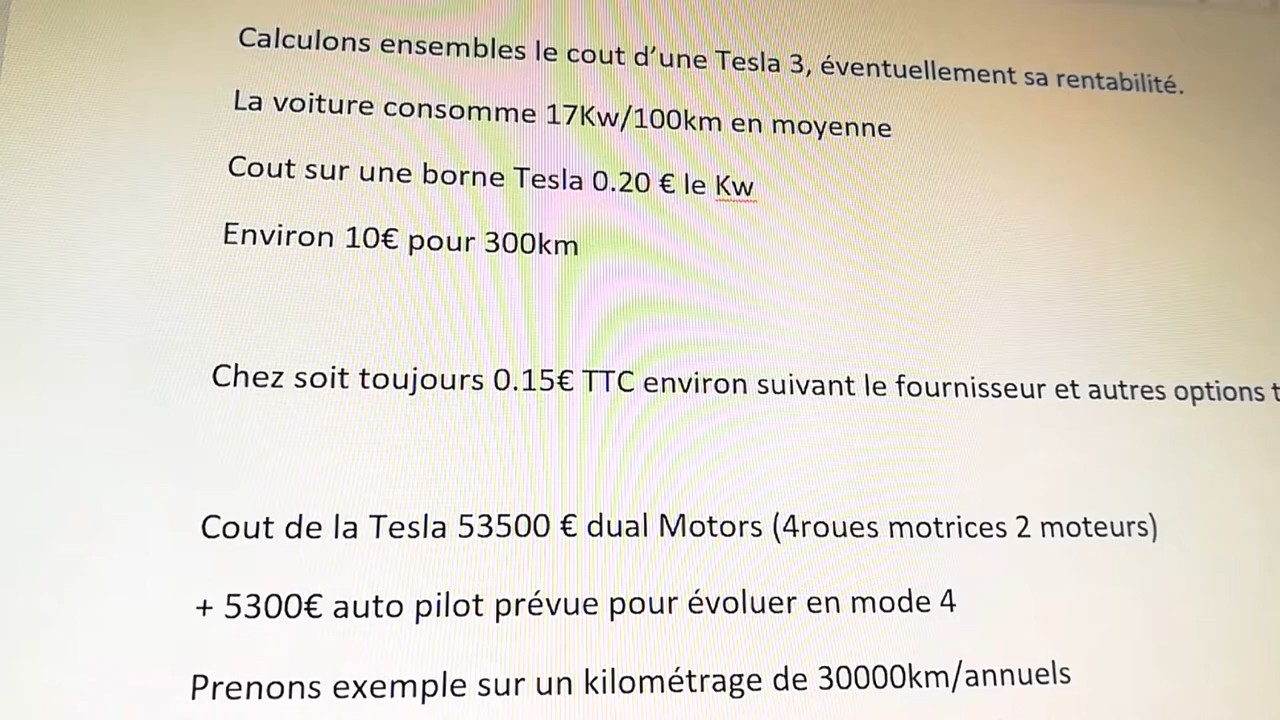 Calculons ensembles le cout d’une Tesla 3, éventuellement sa rentabilité.
La voiture consomme 17Kw/100km en moyenne
Cout sur une borne Tesla 0.20 € le Kw
Environ 10€ pour 300km
Chez soit toujours 0.15€ TTC environ suivant le fournisseur et autres options
Cout de la Tesla 53500 € dual Motors (4roues motrices 2 moteurs)
+ 5300€ auto pilot prévue pour évoluer en mode 4
Prenons exemple sur un kilométrage de 30000km/annuels